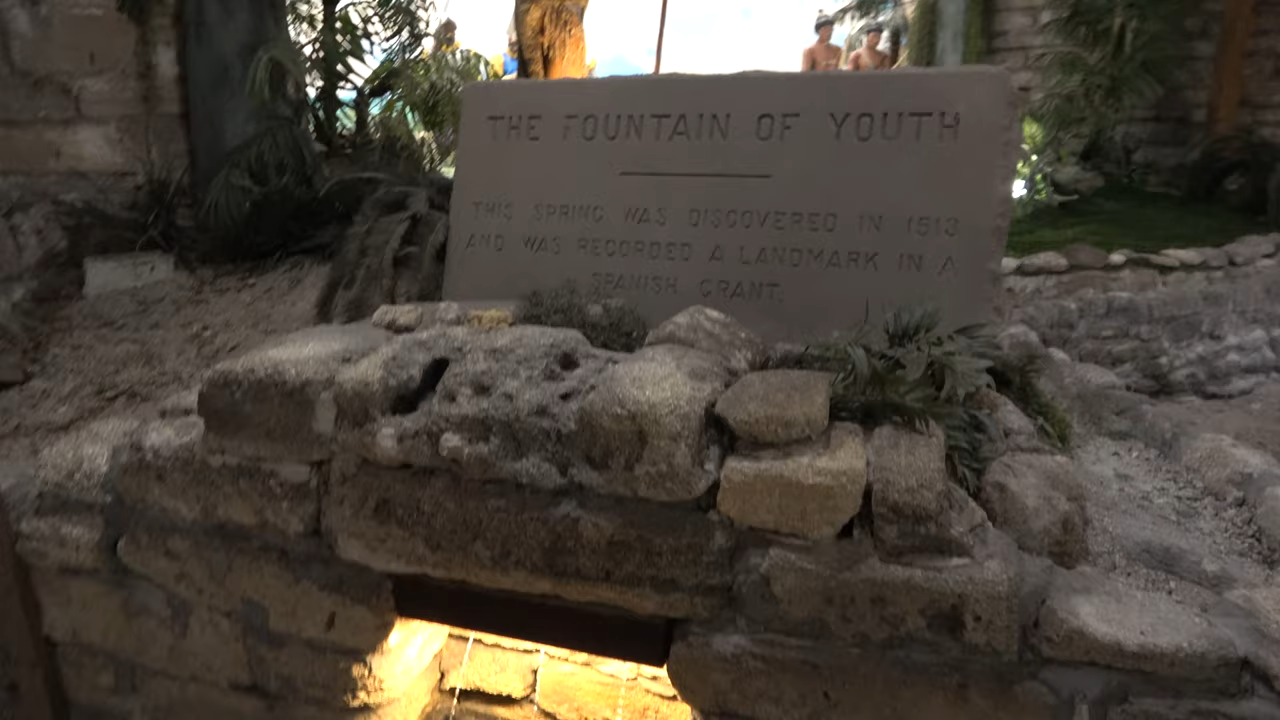 THE FOUNTAIN OF YOUTH
THIS SPRING WAS DISCOVERED IN 1513
AND WAS RECORDED A LANDMARK IN A
SPANISH GRANT.